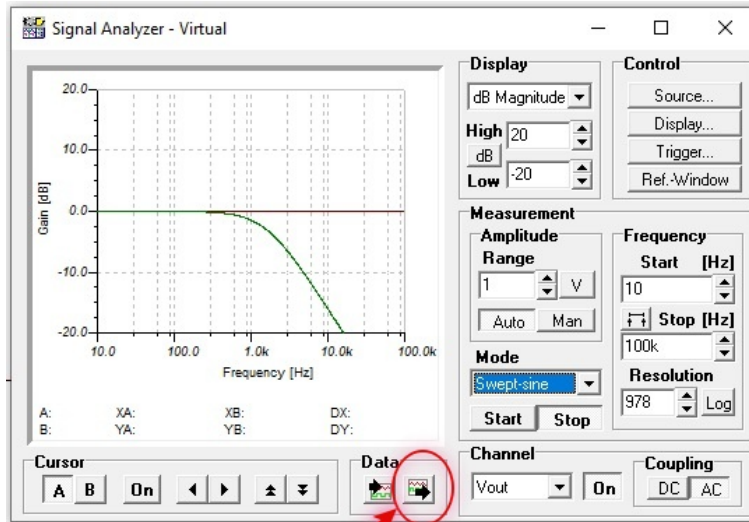 Signal Analyzer - Virtual
20.0
10.0
0.0
-10.0
-20.0
Gain [dB]
10.0 100.0 1.0k 10.0k 100.0k
Frequency [Hz]
A: XA: XB: DX:
B: YA: YB: DY:
Display
dB Magnitude
High 20
dB
Low -20
Control
Source...
Display...
Trigger...
Ref.-Window
Measurement
Amplitude
Range
1 V
Auto Man
Mode
Swept-sine
Start Stop
Frequency
Start [Hz]
10
Stop [Hz]
100k
Resolution
978 Log
Cursor
A B On
Data
Channel
Vout On
Coupling
DC AC